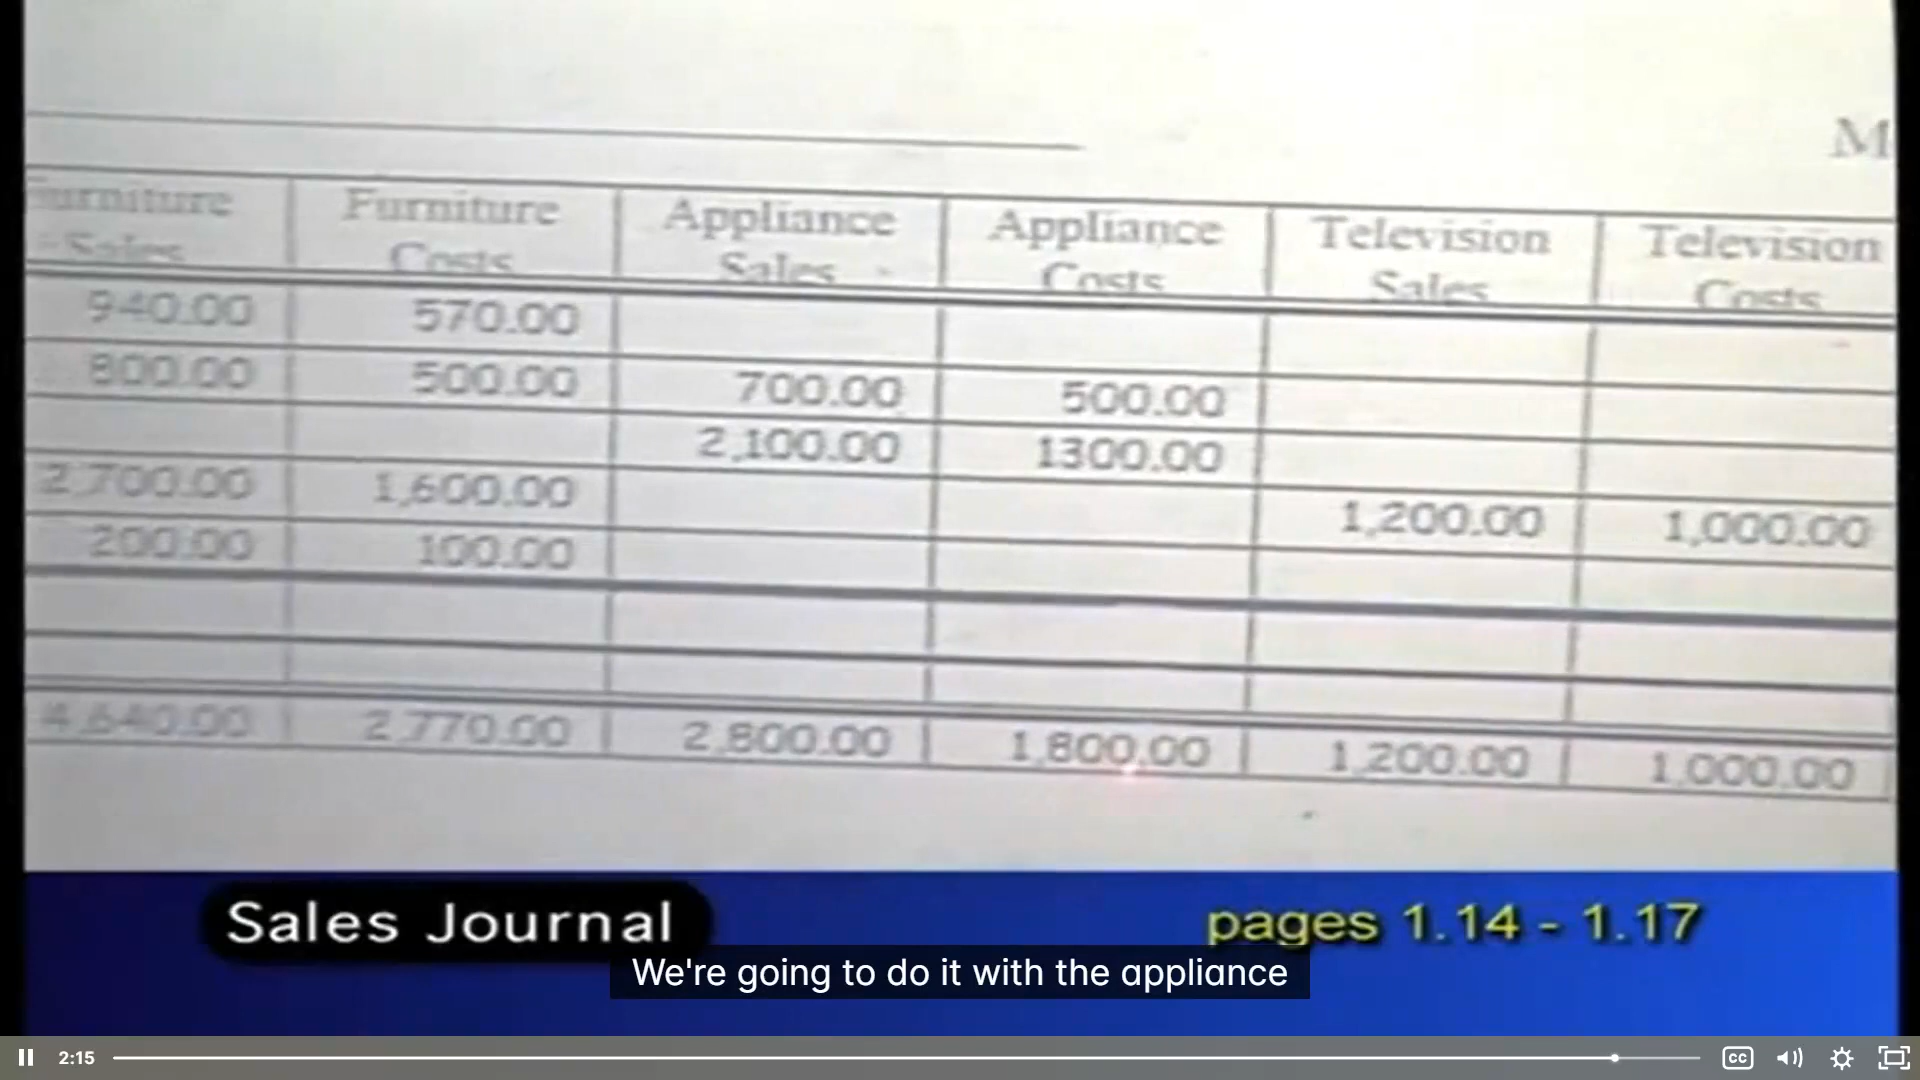 M
Furniture Furniture Appliance Appliance Television Television
Sales Costs Sales Costs Sales Costs
940.00 570.00
800.00 500.00 700.00 500.00
2,100.00 1300.00
2,700.00 1,600.00 1,200.00 1,000.00
200.00 100.00
4,640.00 2,770.00 2,800.00 1,800.00 1,200.00 1,000.00
Sales Journal pages 1.14 - 1.17
We're going to do it with the appliance
2:15 CC